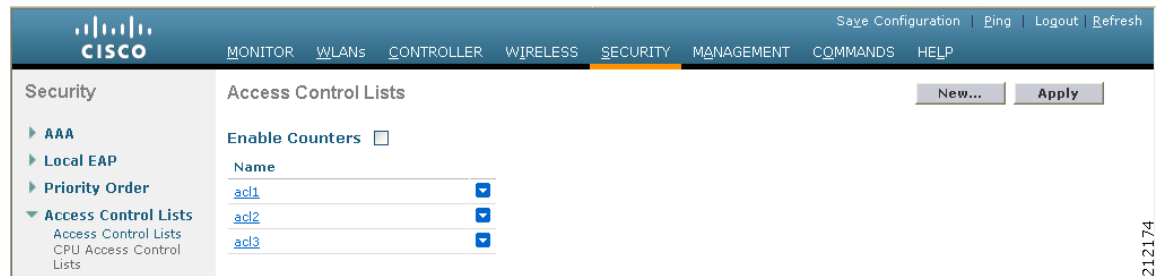 Save Configuration | Ping | Logout | Refresh
CISCO
MONITOR WLANs CONTROLLER WIRELESS SECURITY MANAGEMENT COMMANDS HELP
Security
Access Control Lists
New...
Apply
AAA
Local EAP
Priority Order
Access Control Lists
Access Control Lists
CPU Access Control
Lists
Enable Counters
Name
acl1
acl2
acl3
212174